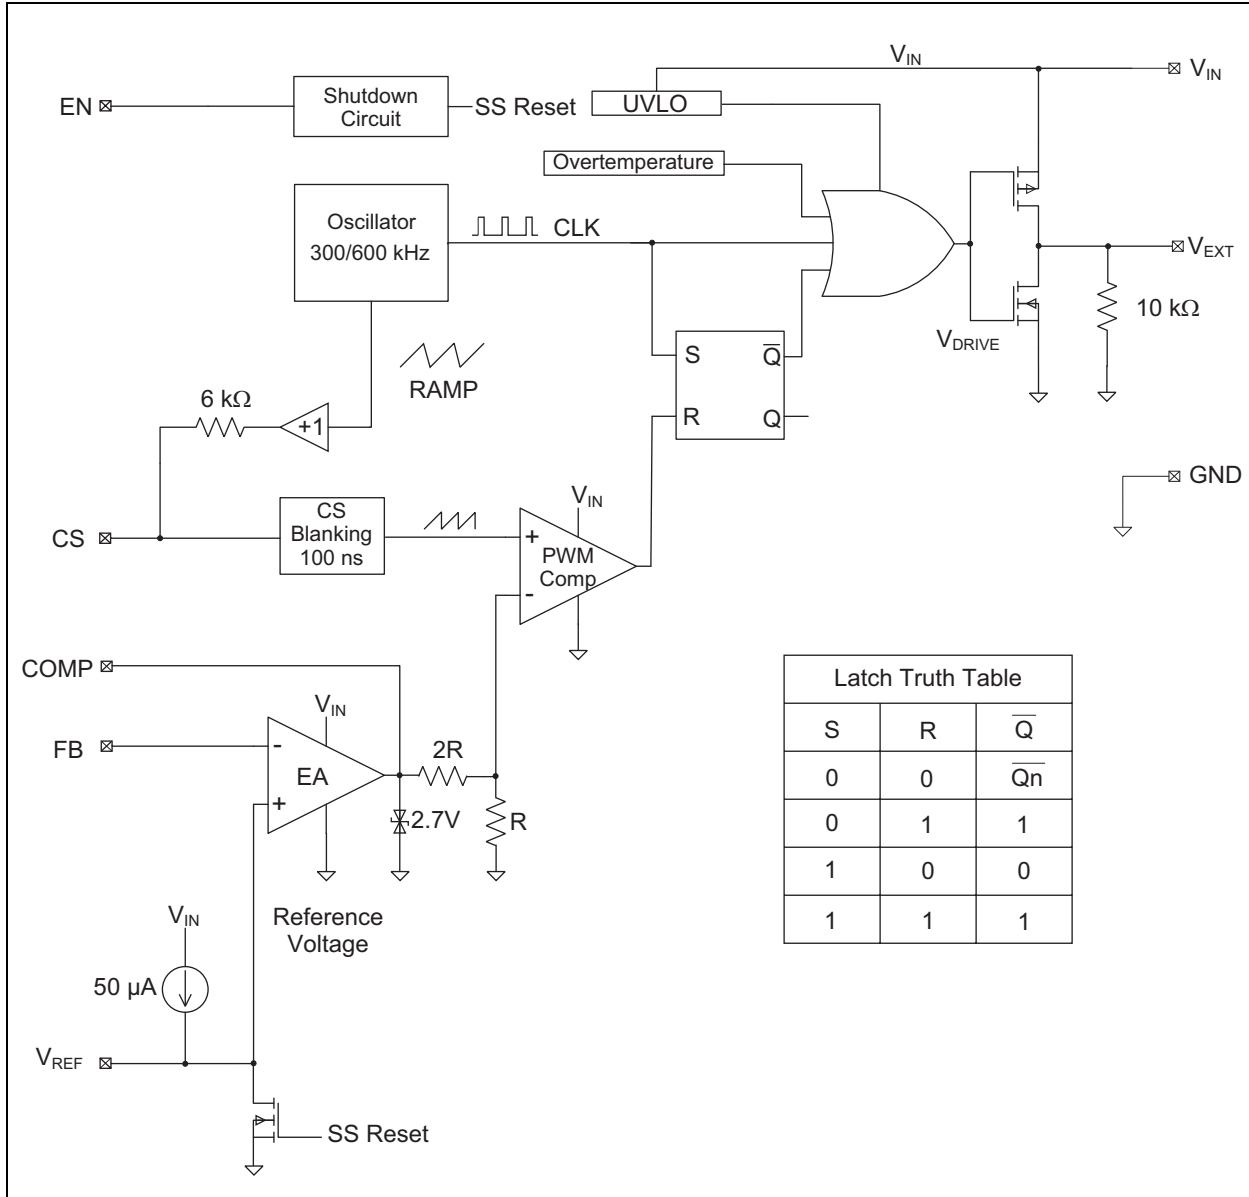 V_IN
V_IN
EN
Shutdown
Circuit
SS Reset
UVLO
Overtemperature
Oscillator
300/600 kHz
CLK
V_EXT
10 kΩ
V_DRIVE
RAMP
6 kΩ
+1
S
Q̅
R
Q
GND
CS
CS
Blanking
100 ns
V_IN
+
PWM
Comp
-
COMP
V_IN
FB
-
EA
+
2R
2.7V
R
Latch Truth Table
S R Q̅
0 0 Q̅n̅
0 1 1
1 0 0
1 1 1
Reference
Voltage
V_IN
50 µA
V_REF
SS Reset